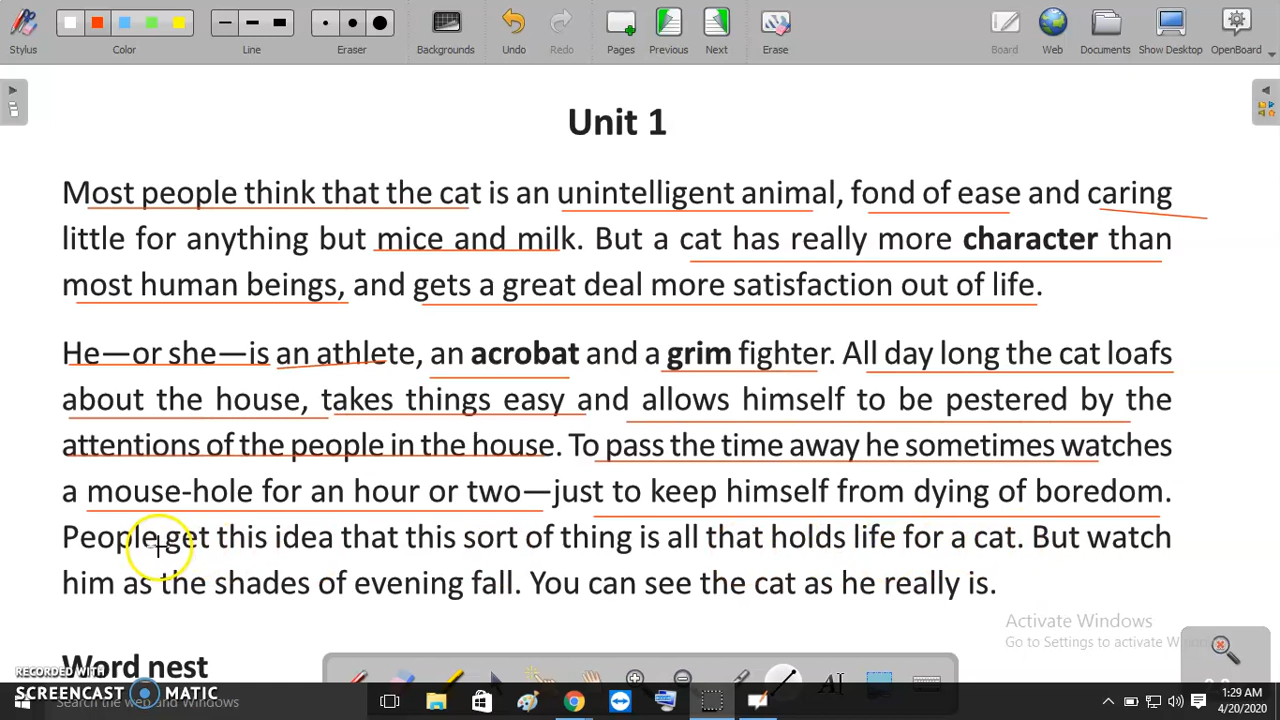 Stylus Color Line Eraser Backgrounds Undo Redo Pages Previous Next Erase Board Web Documents Show Desktop OpenBoard
Unit 1
Most people think that the cat is an unintelligent animal, fond of ease and caring
little for anything but mice and milk. But a cat has really more character than
most human beings, and gets a great deal more satisfaction out of life.
He—or she—is an athlete, an acrobat and a grim fighter. All day long the cat loafs
about the house, takes things easy and allows himself to be pestered by the
attentions of the people in the house. To pass the time away he sometimes watches
a mouse-hole for an hour or two—just to keep himself from dying of boredom.
People get this idea that this sort of thing is all that holds life for a cat. But watch
him as the shades of evening fall. You can see the cat as he really is.
Activate Windows
Go to Settings to activate
Word nest
RECORDED WITH
SCREENCAST MATIC
Search the web and Windows
1:29 AM
4/20/2020